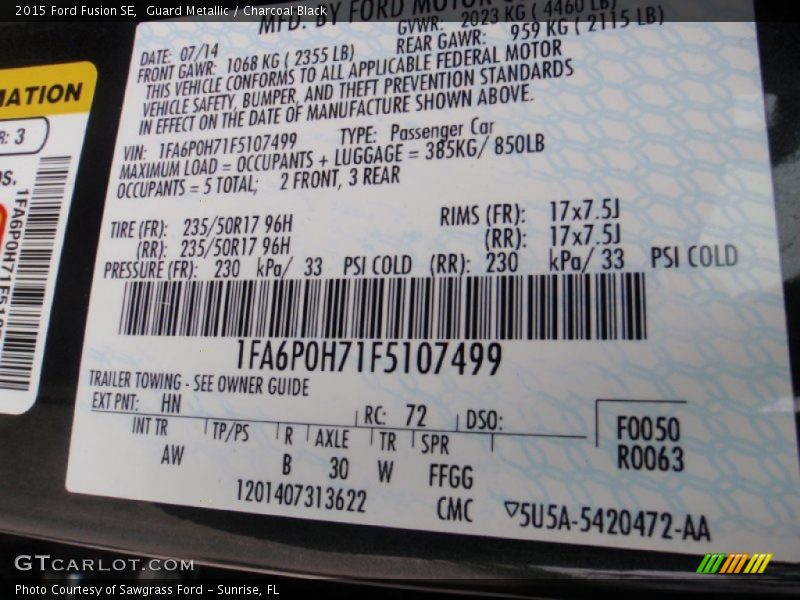 2015 Ford Fusion SE, Guard Metallic / Charcoal Black
MFD. BY FORD MOTOR
DATE: 07/14 GVWR: 2023 KG ( 4460 LB)
FRONT GAWR: 1068 KG ( 2355 LB) REAR GAWR: 959 KG ( 2115 LB)
THIS VEHICLE CONFORMS TO ALL APPLICABLE FEDERAL MOTOR
VEHICLE SAFETY, BUMPER, AND THEFT PREVENTION STANDARDS
IN EFFECT ON THE DATE OF MANUFACTURE SHOWN ABOVE.
VIN: 1FA6P0H71F5107499 TYPE: Passenger Car
MAXIMUM LOAD = OCCUPANTS + LUGGAGE = 385KG/ 850LB
OCCUPANTS = 5 TOTAL; 2 FRONT, 3 REAR
TIRE (FR): 235/50R17 96H RIMS (FR): 17x7.5J
(RR): 235/50R17 96H (RR): 17x7.5J
PRESSURE (FR): 230 kPa/ 33 PSI COLD (RR): 230 kPa/ 33 PSI COLD
1FA6P0H71F5107499
TRAILER TOWING - SEE OWNER GUIDE
EXT PNT: HN RC: 72 DSO: F0050
INT TR TP/PS R AXLE TR SPR R0063
AW B 30 W FFGG
1201407313622 CMC 5U5A-5420472-AA
MATION
R: 3
OS.
1FA6P0H71F510
GTCARLOT.COM
Photo Courtesy of Sawgrass Ford - Sunrise, FL